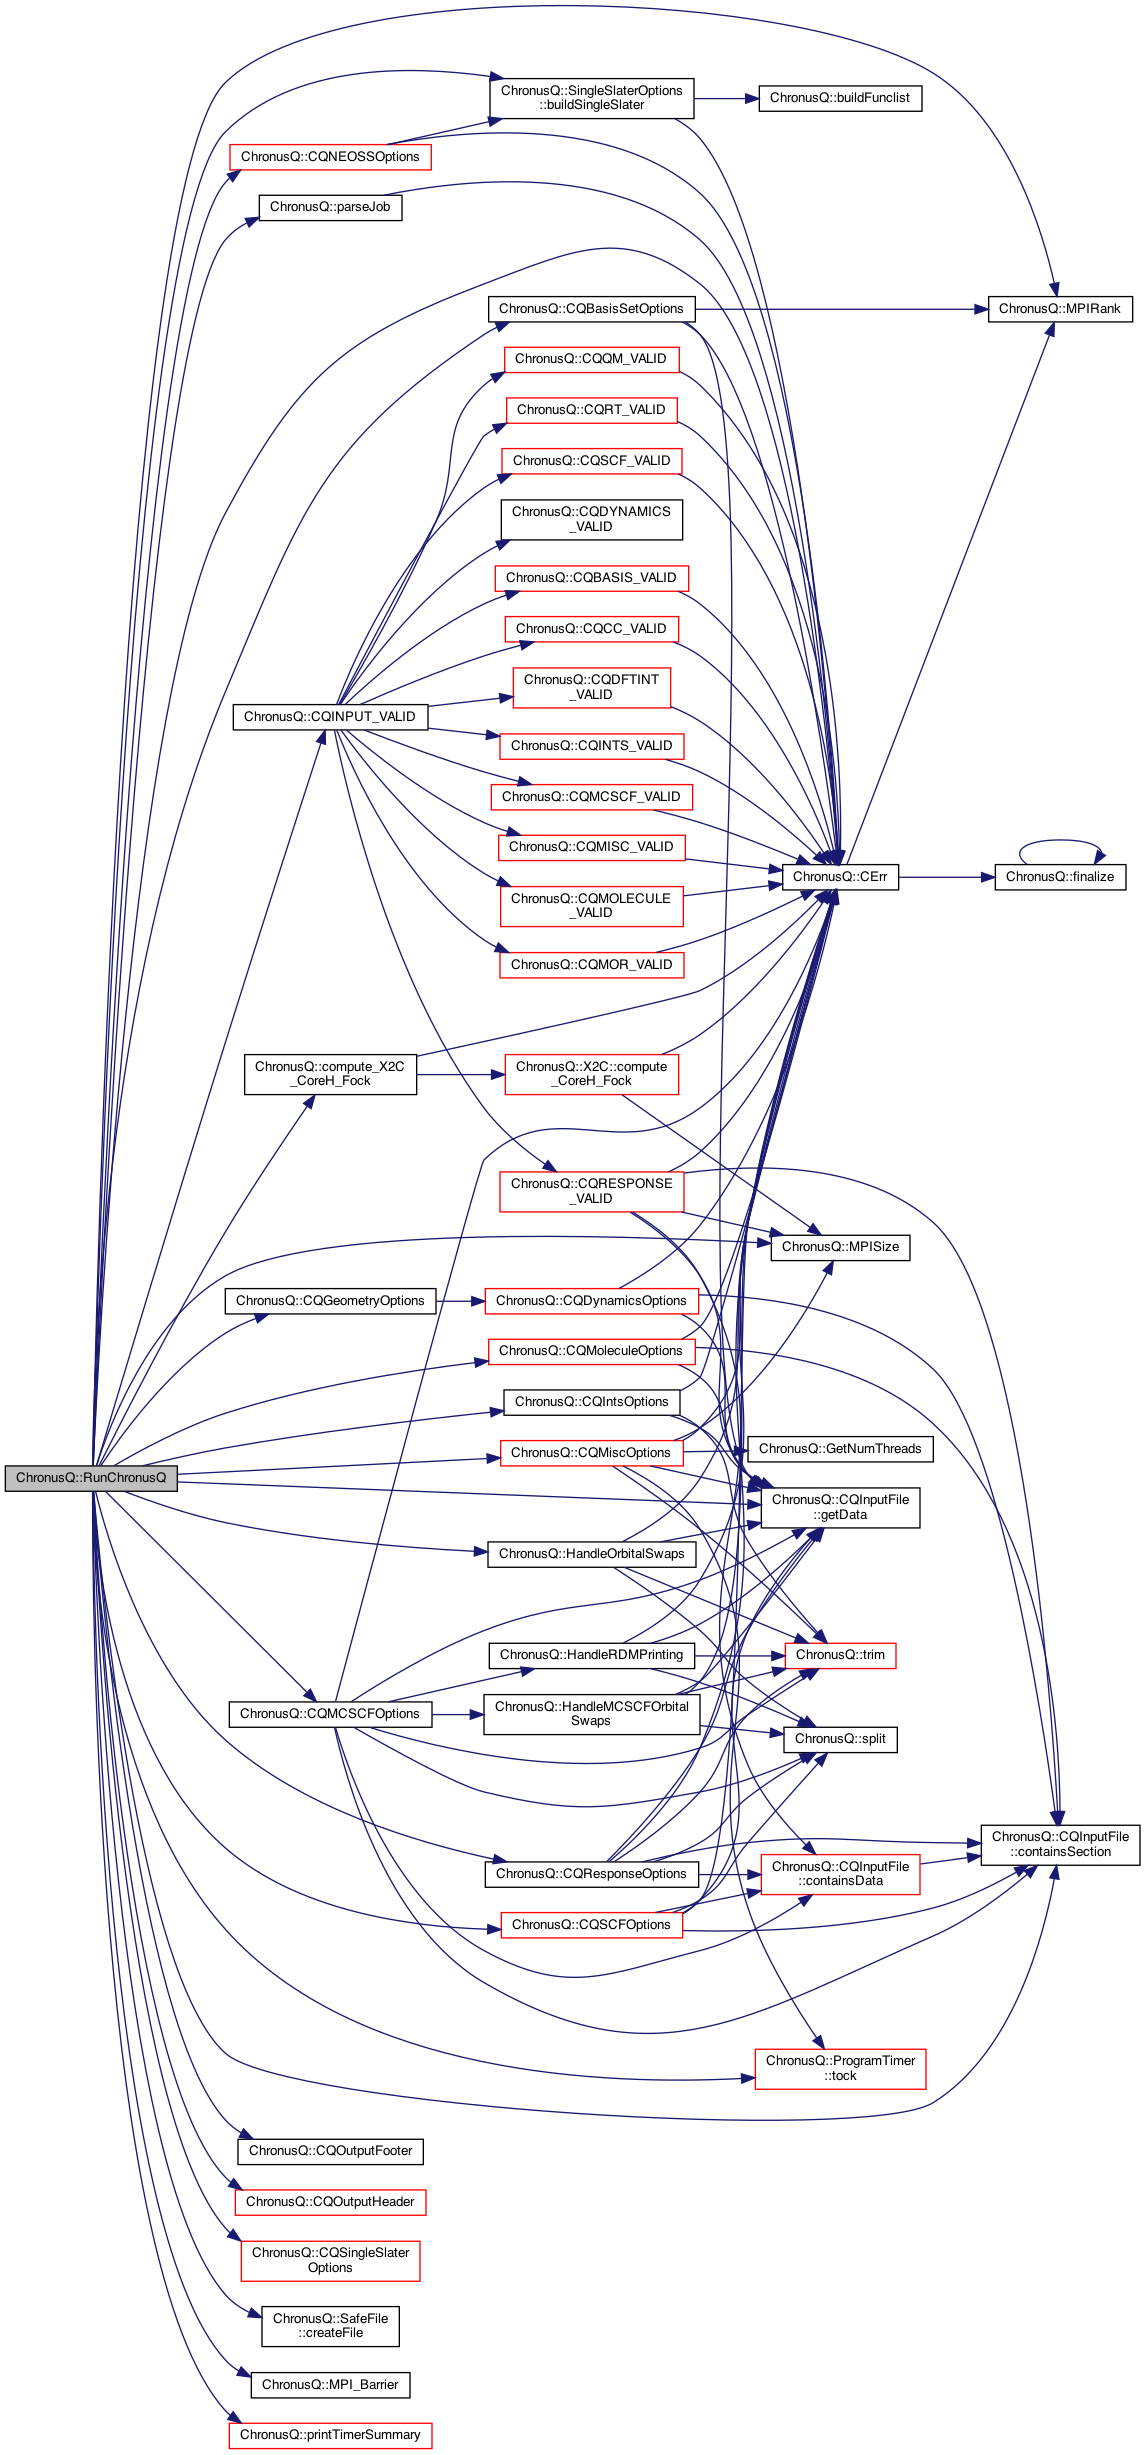 ChronusQ::SingleSlaterOptions
::buildSingleSlater
ChronusQ::buildFunclist
ChronusQ::CQNEOSSOptions
ChronusQ::parseJob
ChronusQ::CQBasisSetOptions
ChronusQ::MPIRank
ChronusQ::CQQM_VALID
ChronusQ::CQRT_VALID
ChronusQ::CQSCF_VALID
ChronusQ::CQDYNAMICS
_VALID
ChronusQ::CQBASIS_VALID
ChronusQ::CQCC_VALID
ChronusQ::CQDFTINT
_VALID
ChronusQ::CQINPUT_VALID
ChronusQ::CQINTS_VALID
ChronusQ::CQMCSCF_VALID
ChronusQ::CQMISC_VALID
ChronusQ::CErr
ChronusQ::finalize
ChronusQ::CQMOLECULE
_VALID
ChronusQ::CQMOR_VALID
ChronusQ::compute_X2C
_CoreH_Fock
ChronusQ::X2C::compute
_CoreH_Fock
ChronusQ::CQRESPONSE
_VALID
ChronusQ::MPISize
ChronusQ::CQGeometryOptions
ChronusQ::CQDynamicsOptions
ChronusQ::CQMoleculeOptions
ChronusQ::CQIntsOptions
ChronusQ::CQMiscOptions
ChronusQ::GetNumThreads
ChronusQ::RunChronusQ
ChronusQ::CQInputFile
::getData
ChronusQ::HandleOrbitalSwaps
ChronusQ::HandleRDMPrinting
ChronusQ::trim
ChronusQ::CQMCSCFOptions
ChronusQ::HandleMCSCFOrbital
Swaps
ChronusQ::split
ChronusQ::CQInputFile
::containsSection
ChronusQ::CQResponseOptions
ChronusQ::CQInputFile
::containsData
ChronusQ::CQSCFOptions
ChronusQ::ProgramTimer
::tock
ChronusQ::CQOutputFooter
ChronusQ::CQOutputHeader
ChronusQ::CQSingleSlater
Options
ChronusQ::SafeFile
::createFile
ChronusQ::MPI_Barrier
ChronusQ::printTimerSummary